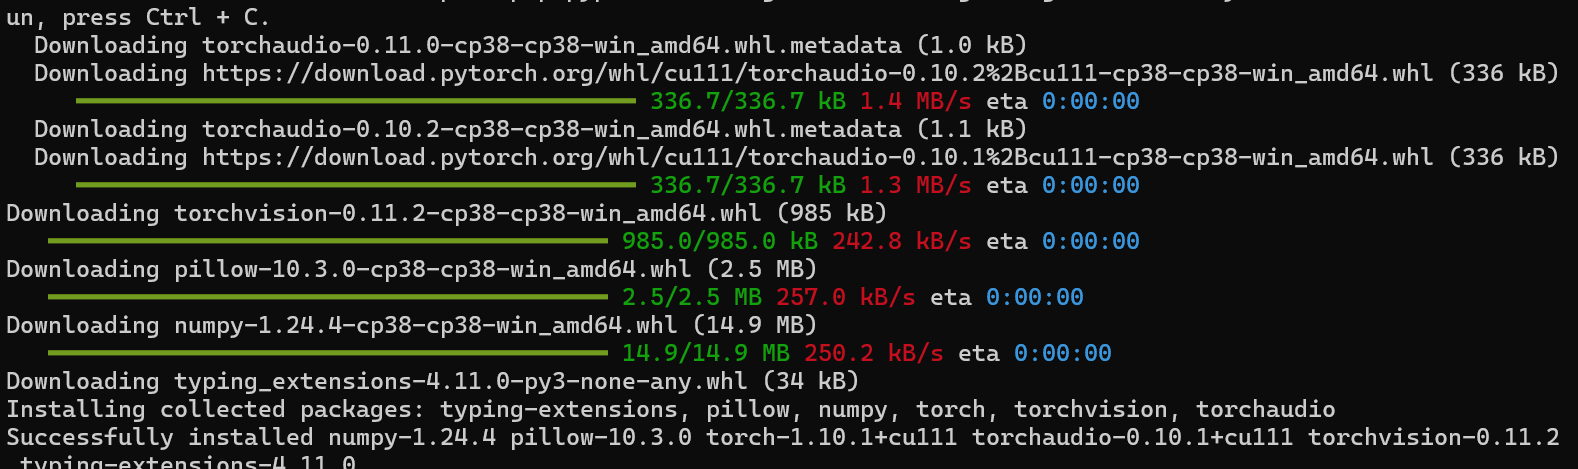 un, press Ctrl + C.
Downloading torchaudio-0.11.0-cp38-cp38-win_amd64.whl.metadata (1.0 kB)
Downloading https://download.pytorch.org/whl/cu111/torchaudio-0.10.2%2Bcu111-cp38-cp38-win_amd64.whl (336 kB)
336.7/336.7 kB 1.4 MB/s eta 0:00:00
Downloading torchaudio-0.10.2-cp38-cp38-win_amd64.whl.metadata (1.1 kB)
Downloading https://download.pytorch.org/whl/cu111/torchaudio-0.10.1%2Bcu111-cp38-cp38-win_amd64.whl (336 kB)
336.7/336.7 kB 1.3 MB/s eta 0:00:00
Downloading torchvision-0.11.2-cp38-cp38-win_amd64.whl (985 kB)
985.0/985.0 kB 242.8 kB/s eta 0:00:00
Downloading pillow-10.3.0-cp38-cp38-win_amd64.whl (2.5 MB)
2.5/2.5 MB 257.0 kB/s eta 0:00:00
Downloading numpy-1.24.4-cp38-cp38-win_amd64.whl (14.9 MB)
14.9/14.9 MB 250.2 kB/s eta 0:00:00
Downloading typing_extensions-4.11.0-py3-none-any.whl (34 kB)
Installing collected packages: typing-extensions, pillow, numpy, torch, torchvision, torchaudio
Successfully installed numpy-1.24.4 pillow-10.3.0 torch-1.10.1+cu111 torchaudio-0.10.1+cu111 torchvision-0.11.2
typing-extensions-4.11.0